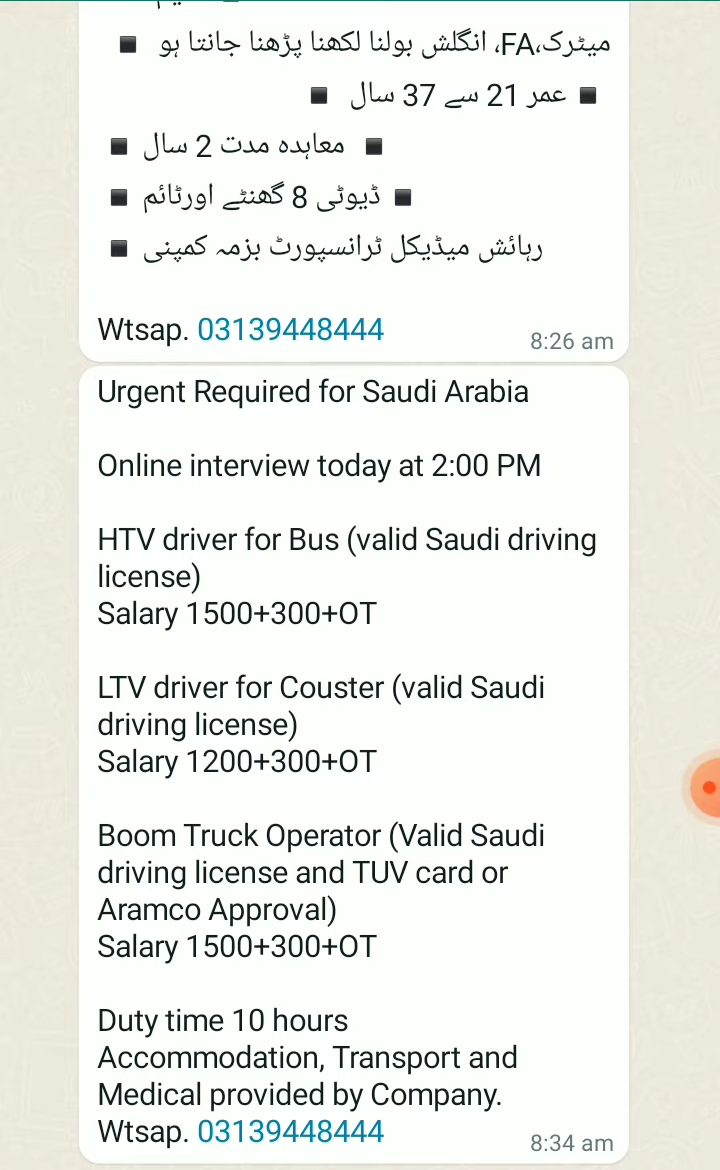 میٹرک،FA، انگلش بولنا لکھنا پڑھنا جانتا ہو ▪️
▪️ عمر 21 سے 37 سال ▪️
▪️ معاہدہ مدت 2 سال ▪️
▪️ ڈیوٹی 8 گھنٹے اورٹائم ▪️
رہائش میڈیکل ٹرانسپورٹ بزمہ کمپنی ▪️
Wtsap. 03139448444
8:26 am
Urgent Required for Saudi Arabia
Online interview today at 2:00 PM
HTV driver for Bus (valid Saudi driving
license)
Salary 1500+300+OT
LTV driver for Couster (valid Saudi
driving license)
Salary 1200+300+OT
Boom Truck Operator (Valid Saudi
driving license and TUV card or
Aramco Approval)
Salary 1500+300+OT
Duty time 10 hours
Accommodation, Transport and
Medical provided by Company.
Wtsap. 03139448444
8:34 am